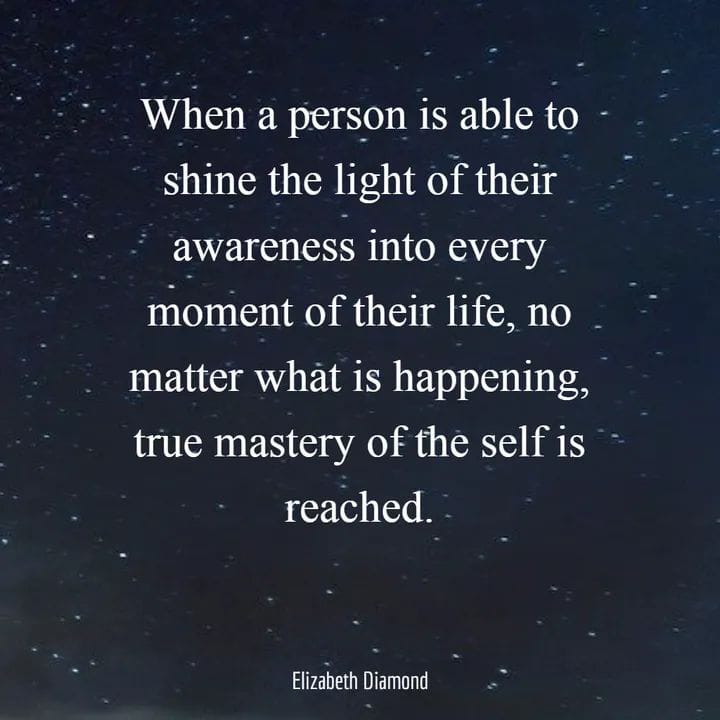 When a person is able to
shine the light of their
awareness into every
moment of their life, no
matter what is happening,
true mastery of the self is
reached.
Elizabeth Diamond